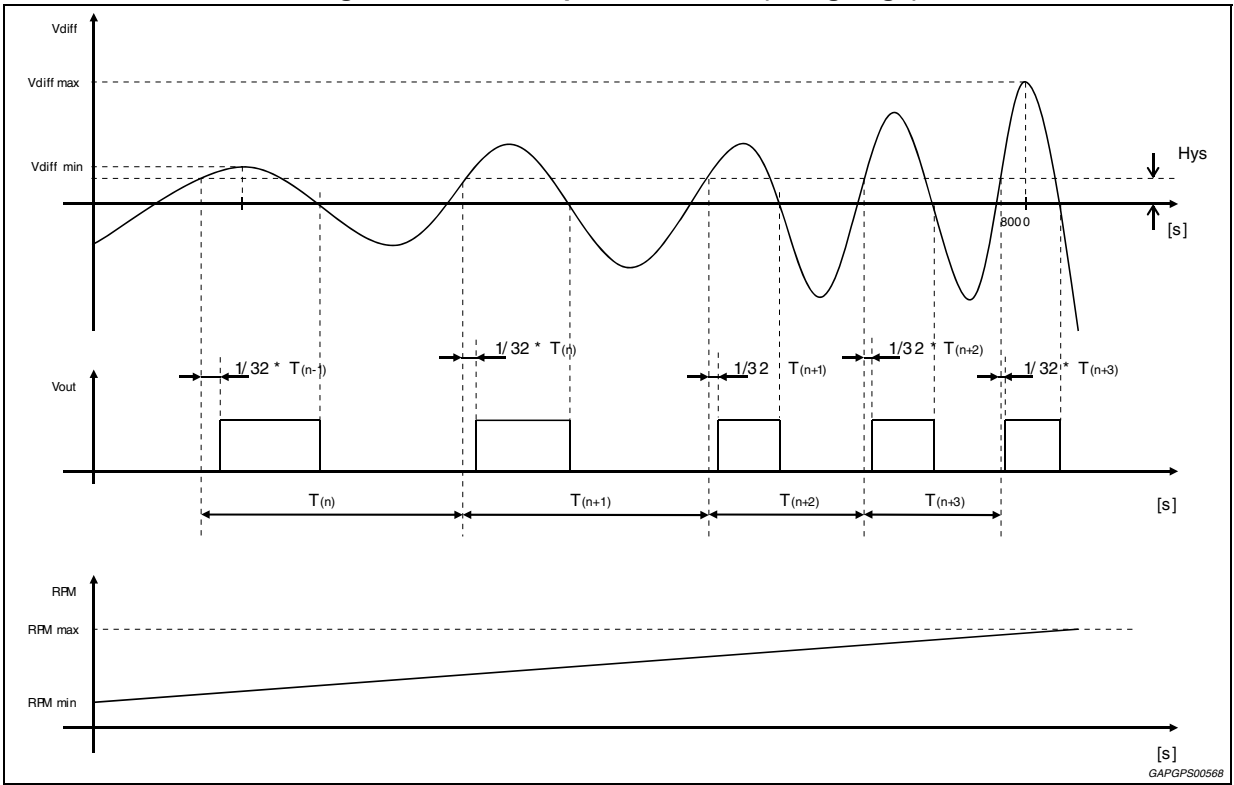 Vdiff
Vdiff max
Vdiff min
Hys
8000
[s]
1/32 * T(n-1)
1/32 * T(n)
1/32 T(n+1)
1/32 * T(n+2)
1/32 * T(n+3)
Vout
T(n)
T(n+1)
T(n+2)
T(n+3)
[s]
RPM
RPM max
RPM min
[s]
GAPGPS00568